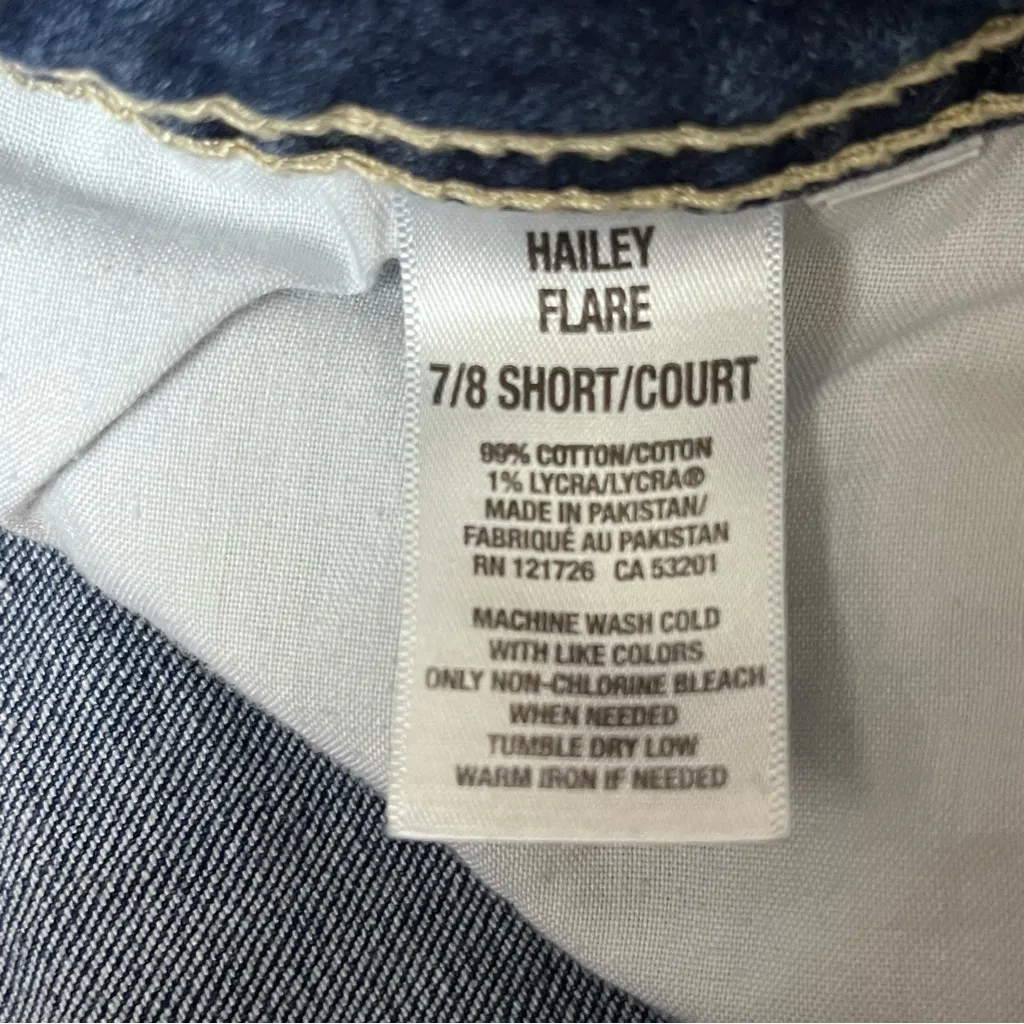 HAILEY
FLARE
7/8 SHORT/COURT
99% COTTON/COTON
1% LYCRA/LYCRA®
MADE IN PAKISTAN/
FABRIQUÉ AU PAKISTAN
RN 121726 CA 53201
MACHINE WASH COLD
WITH LIKE COLORS
ONLY NON-CHLORINE BLEACH
WHEN NEEDED
TUMBLE DRY LOW
WARM IRON IF NEEDED